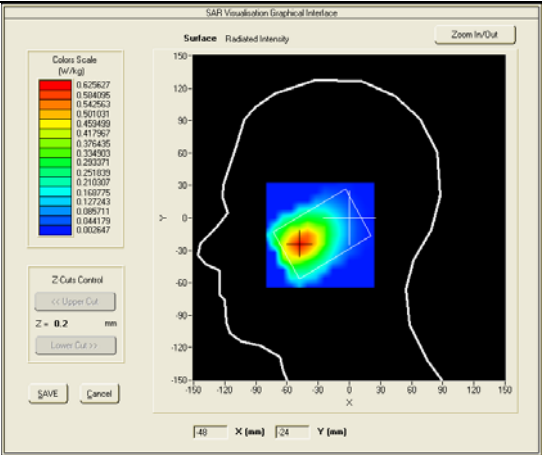 SAR Visualisation Graphical Interface
Surface Radiated Intensity
Zoom In/Out
Colors Scale
(W/kg)
0.625627
0.584095
0.542563
0.501031
0.459499
0.417967
0.376435
0.334903
0.293371
0.251839
0.210307
0.168775
0.127243
0.085711
0.044179
0.002647
Z-Cuts Control
<< Upper Cut
Z = 0.2 mm
Lower Cut >>
SAVE Cancel
150
120
90
60
30
0
-30
-60
-90
-120
-150
Y
-150 -120 -90 -60 -30 0 30 60 90 120 150
X
-48 X (mm) -24 Y (mm)